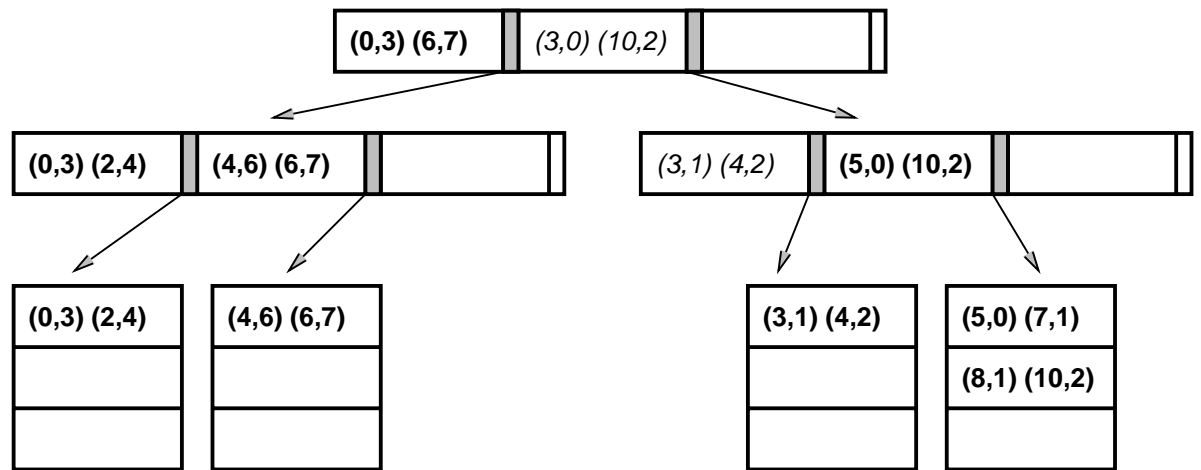 (0,3) (6,7) (3,0) (10,2)
(0,3) (2,4) (4,6) (6,7) (3,1) (4,2) (5,0) (10,2)
(0,3) (2,4) (4,6) (6,7) (3,1) (4,2) (5,0) (7,1)
(8,1) (10,2)